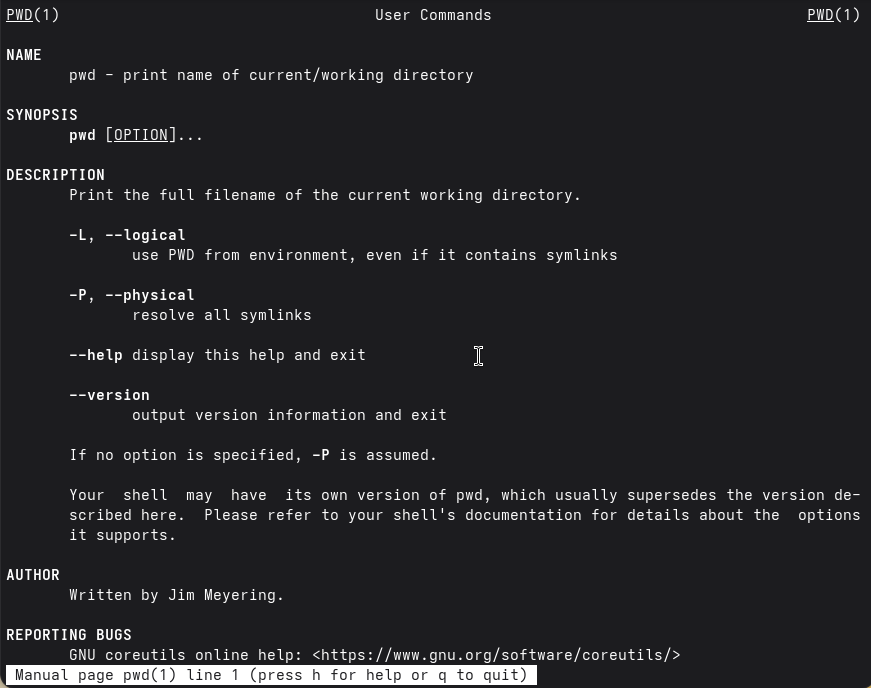 PWD(1) User Commands PWD(1)
NAME
pwd - print name of current/working directory
SYNOPSIS
pwd [OPTION]...
DESCRIPTION
Print the full filename of the current working directory.
-L, --logical
use PWD from environment, even if it contains symlinks
-P, --physical
resolve all symlinks
--help display this help and exit
--version
output version information and exit
If no option is specified, -P is assumed.
Your shell may have its own version of pwd, which usually supersedes the version de-
scribed here. Please refer to your shell's documentation for details about the options
it supports.
AUTHOR
Written by Jim Meyering.
REPORTING BUGS
GNU coreutils online help: <https://www.gnu.org/software/coreutils/>
Manual page pwd(1) line 1 (press h for help or q to quit)